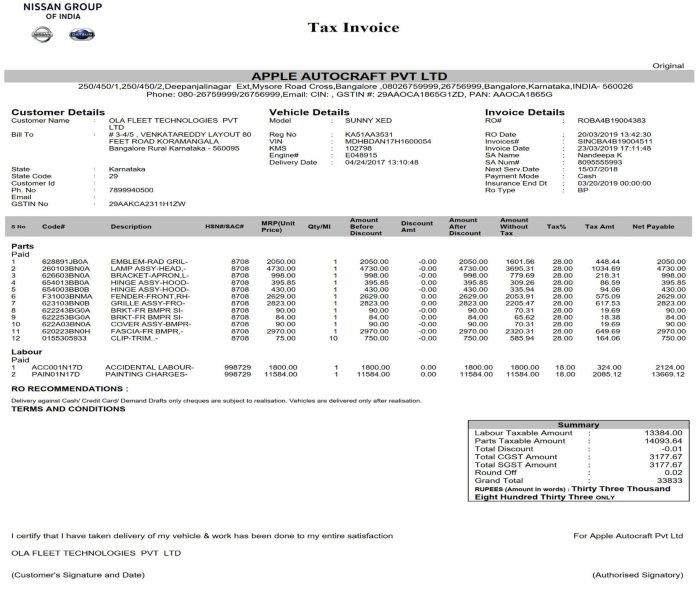 NISSAN GROUP
OF INDIA
NISSAN
DATSUN
Tax Invoice
Original
APPLE AUTOCRAFT PVT LTD
250/450/1,250/450/2,Deepanjalinagar Ext,Mysore Road Cross,Bangalore ,08026759999,26756999,Bangalore,Karnataka,INDIA- 560026
Phone: 080-26759999/26756999,Email: CIN: , GSTIN #: 29AAOCA1865G1ZD, PAN: AAOCA1865G
Customer Details Vehicle Details Invoice Details
Customer Name : OLA FLEET TECHNOLOGIES PVT LTD Model : SUNNY XED RO# : ROBA4B19004383
Bill To : # 3-4/5 , VENKATAREDDY LAYOUT 80 Reg No : KA51AA3531 RO Date : 20/03/2019 13:42:30
FEET ROAD KORAMANGALA VIN : MDHBDAN17H1600054 Invoices# : SINCBA4B19004511
Bangalore Rural Karnataka - 560095 KMS : 102798 Invoice Date : 23/03/2019 17:11:48
Engine# : E048915 SA Name : Nandeepa K
Delivery Date : 04/24/2017 13:10:48 SA Num# : 8095555993
State : Karnataka Next Serv.Date : 15/07/2018
State Code : 29 Payment Mode : Cash
Customer Id : Insurance End Dt : 03/20/2019 00:00:00
Ph. No : 7899940500 Ro Type : BP
Email :
GSTIN No : 29AAKCA2311H1ZW
S No Code# Description HSN#/SAC# MRP(Unit Price) Qty/Ml Amount Before Discount Discount Amt Amount After Discount Amount Without Tax Tax% Tax Amt Net Payable
Parts
Paid
1 628891JB0A EMBLEM-RAD GRIL- 8708 2050.00 1 2050.00 -0.00 2050.00 1601.56 28.00 448.44 2050.00
2 260103BN0A LAMP ASSY-HEAD,- 8708 4730.00 1 4730.00 -0.00 4730.00 3695.31 28.00 1034.69 4730.00
3 626603BN0A BRACKET-APRON,L- 8708 998.00 1 998.00 -0.00 998.00 779.69 28.00 218.31 998.00
4 654013BB0A HINGE ASSY-HOOD- 8708 395.85 1 395.85 0.00 395.85 309.26 28.00 86.59 395.85
5 654003BB0B HINGE ASSY-HOOD- 8708 430.00 1 430.00 -0.00 430.00 335.94 28.00 94.06 430.00
6 F31003BNMA FENDER-FRONT,RH- 8708 2629.00 1 2629.00 0.00 2629.00 2053.91 28.00 575.09 2629.00
7 623103BN0B GRILLE ASSY-FRO- 8708 2823.00 1 2823.00 -0.00 2823.00 2205.47 28.00 617.53 2823.00
8 622243BG0A BRKT-FR BMPR SI- 8708 90.00 1 90.00 0.00 90.00 70.31 28.00 19.69 90.00
9 622253BG0A BRKT-FR BMPR SI- 8708 84.00 1 84.00 0.00 84.00 65.62 28.00 18.38 84.00
10 622A03BN0A COVER ASSY-BMPR- 8708 90.00 1 90.00 -0.00 90.00 70.31 28.00 19.69 90.00
11 620223BN0H FASCIA-FR BMPR,- 8708 2970.00 1 2970.00 -0.00 2970.00 2320.31 28.00 649.69 2970.00
12 0155305933 CLIP-TRIM..- 8708 75.00 10 750.00 -0.00 750.00 585.94 28.00 164.06 750.00
Labour
Paid
1 ACC001N17D ACCIDENTAL LABOUR- 998729 1800.00 1 1800.00 0.00 1800.00 1800.00 18.00 324.00 2124.00
2 PAIN01N17D PAINTING CHARGES- 998729 11584.00 1 11584.00 0.00 11584.00 11584.00 18.00 2085.12 13669.12
RO RECOMMENDATIONS :
Delivery against Cash/ Credit Card/ Demand Drafts only cheques are subject to realisation. Vehicles are delivered only after realisation.
TERMS AND CONDITIONS
Summary
Labour Taxable Amount : 13384.00
Parts Taxable Amount : 14093.64
Total Discount : -0.01
Total CGST Amount : 3177.67
Total SGST Amount : 3177.67
Round Off : 0.02
Grand Total : 33833
RUPEES (Amount in words) : Thirty Three Thousand
Eight Hundred Thirty Three ONLY
I certify that I have taken delivery of my vehicle & work has been done to my entire satisfaction For Apple Autocraft Pvt Ltd
OLA FLEET TECHNOLOGIES PVT LTD
(Customer's Signature and Date) (Authorised Signatory)